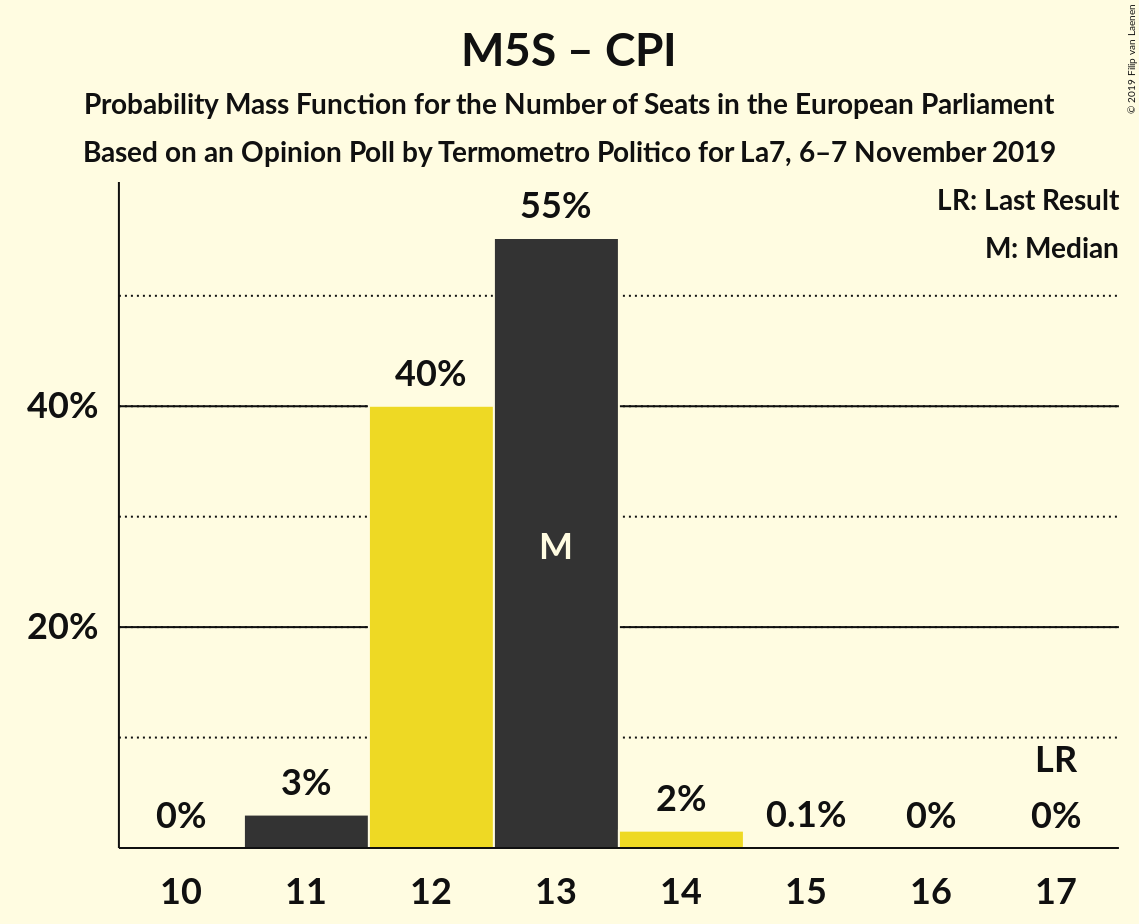 M5S – CPI
Probability Mass Function for the Number of Seats in the European Parliament
Based on an Opinion Poll by Termometro Politico for La7, 6–7 November 2019
© 2019 Filip van Laenen
LR: Last Result
M: Median
55%
40%
40%
M
20%
LR
0%
3%
2%
0.1%
0%
0%
10
11
12
13
14
15
16
17